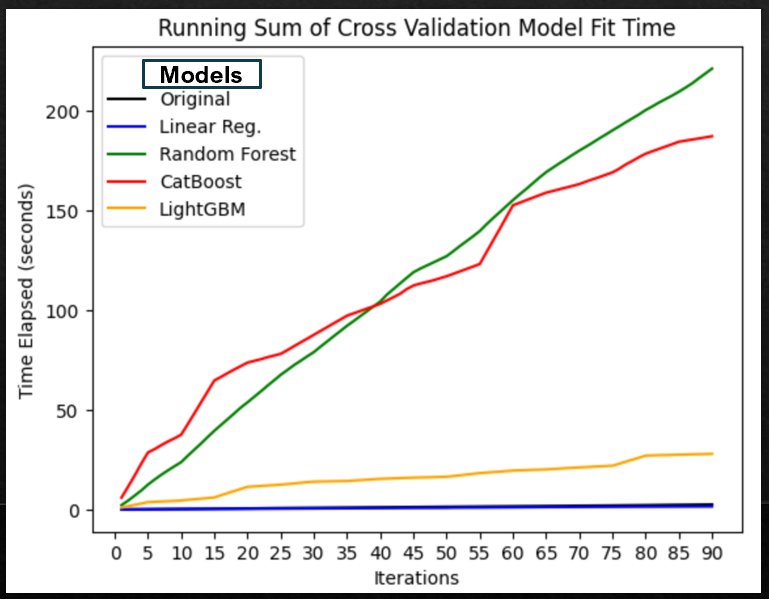 Running Sum of Cross Validation Model Fit Time
Models
Original
Linear Reg.
Random Forest
CatBoost
LightGBM
Time Elapsed (seconds)
200
150
100
50
0
0 5 10 15 20 25 30 35 40 45 50 55 60 65 70 75 80 85 90
Iterations